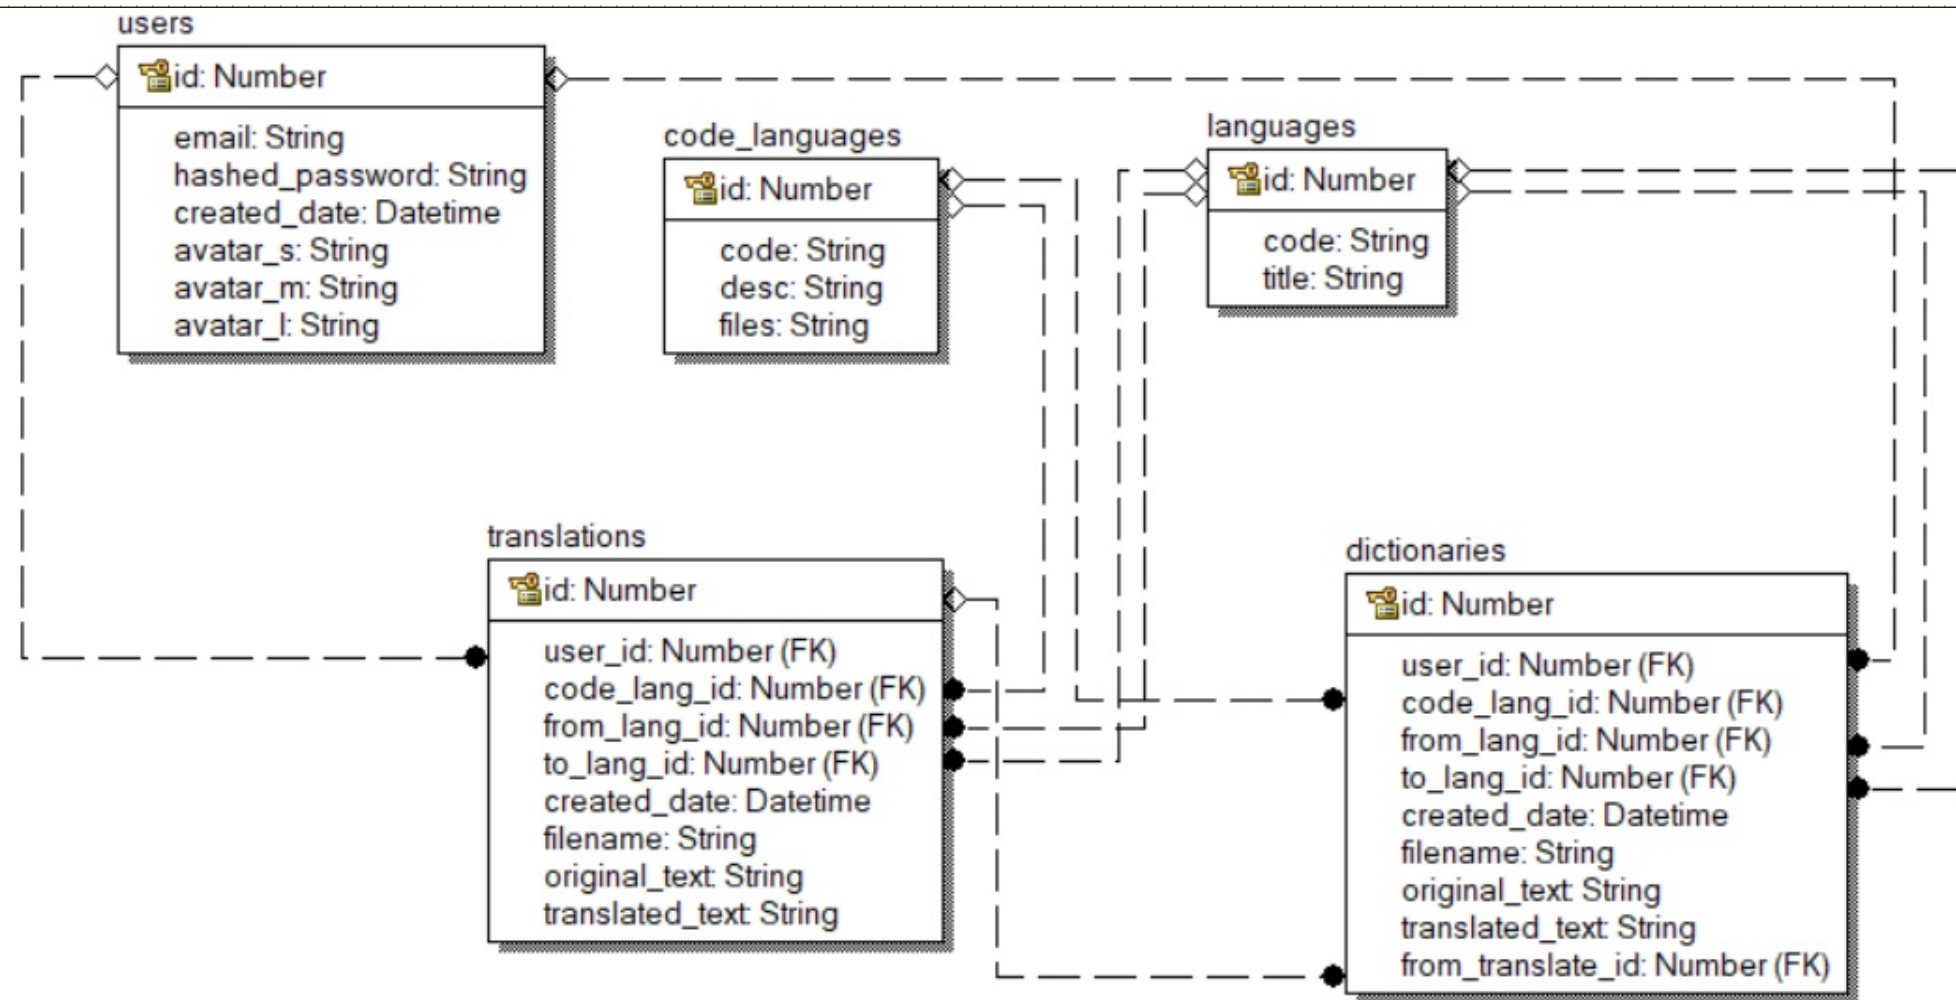 users
id: Number
email: String
hashed_password: String
created_date: Datetime
avatar_s: String
avatar_m: String
avatar_l: String
code_languages
id: Number
code: String
desc: String
files: String
languages
id: Number
code: String
title: String
translations
id: Number
user_id: Number (FK)
code_lang_id: Number (FK)
from_lang_id: Number (FK)
to_lang_id: Number (FK)
created_date: Datetime
filename: String
original_text: String
translated_text: String
dictionaries
id: Number
user_id: Number (FK)
code_lang_id: Number (FK)
from_lang_id: Number (FK)
to_lang_id: Number (FK)
created_date: Datetime
filename: String
original_text: String
translated_text: String
from_translate_id: Number (FK)